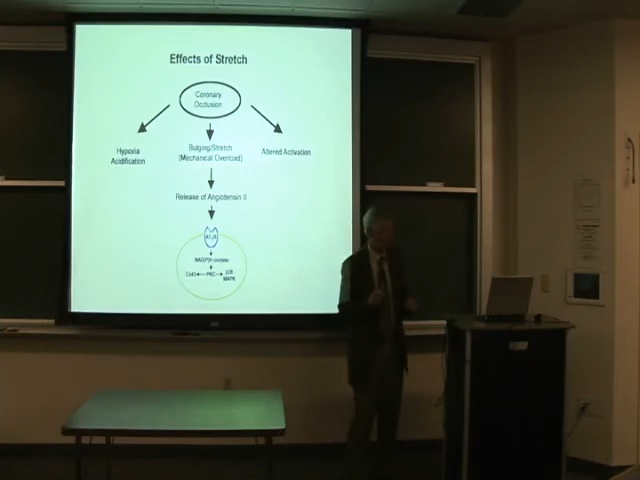 Effects of Stretch
Coronary
Occlusion
Hypoxia
Acidification
Bulging/Stretch
(Mechanical Overload)
Altered Activation
Release of Angiotensin II
NAD(P)H oxidase
PKC
p38
MAPK